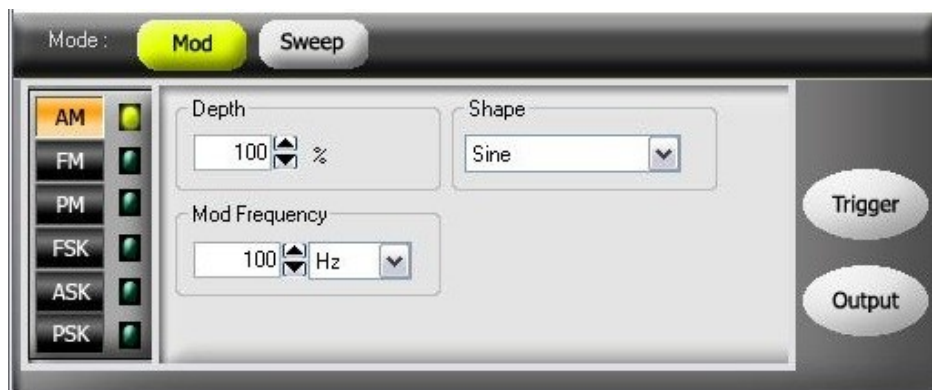 Mode : Mod Sweep
AM
FM
PM
FSK
ASK
PSK
Depth
100 %
Shape
Sine
Mod Frequency
100 Hz
Trigger
Output